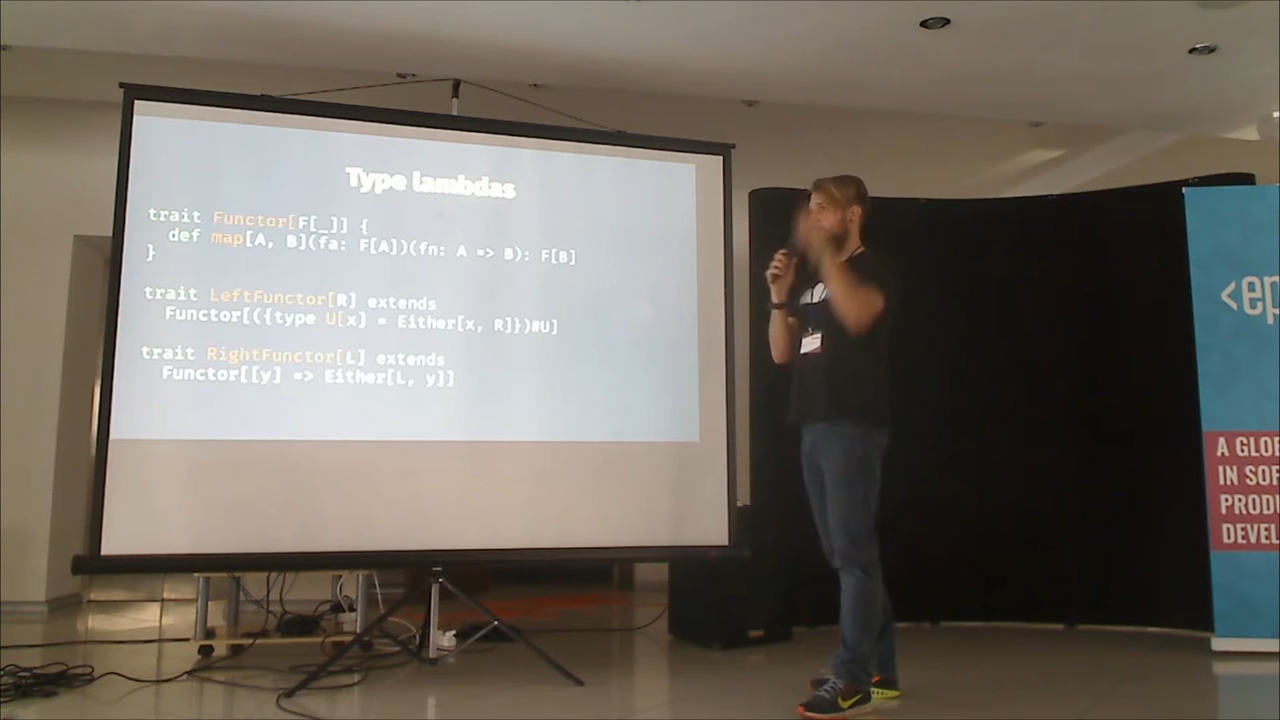 Type lambdas
trait Functor[F[_]] {
def map[A, B](fa: F[A])(fn: A => B): F[B]
}
trait LeftFunctor[R] extends
Functor[({type U[x] = Either[x, R]})#U]
trait RightFunctor[L] extends
Functor[[y] => Either[L, y]]
<ep
A GLOB
IN SOF
PRODU
DEVEL